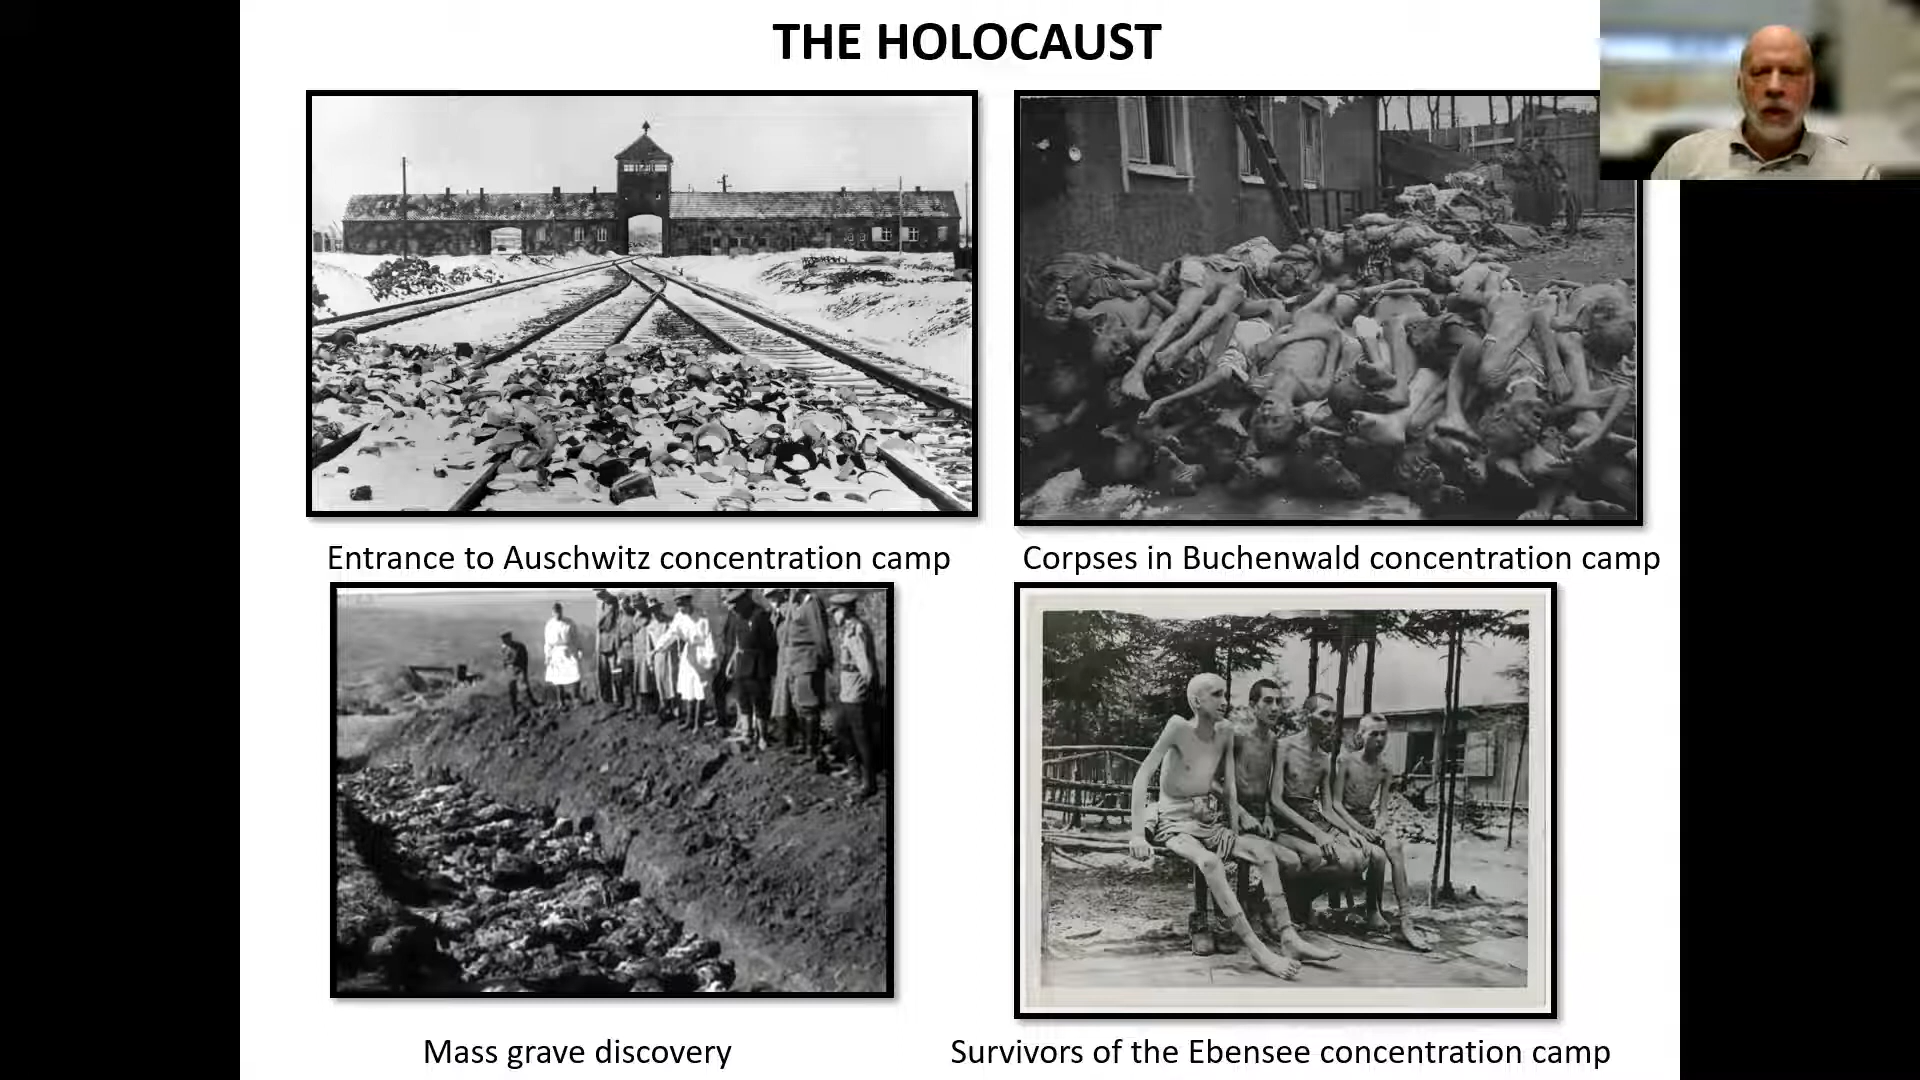 THE HOLOCAUST
Entrance to Auschwitz concentration camp
Corpses in Buchenwald concentration camp
Mass grave discovery
Survivors of the Ebensee concentration camp